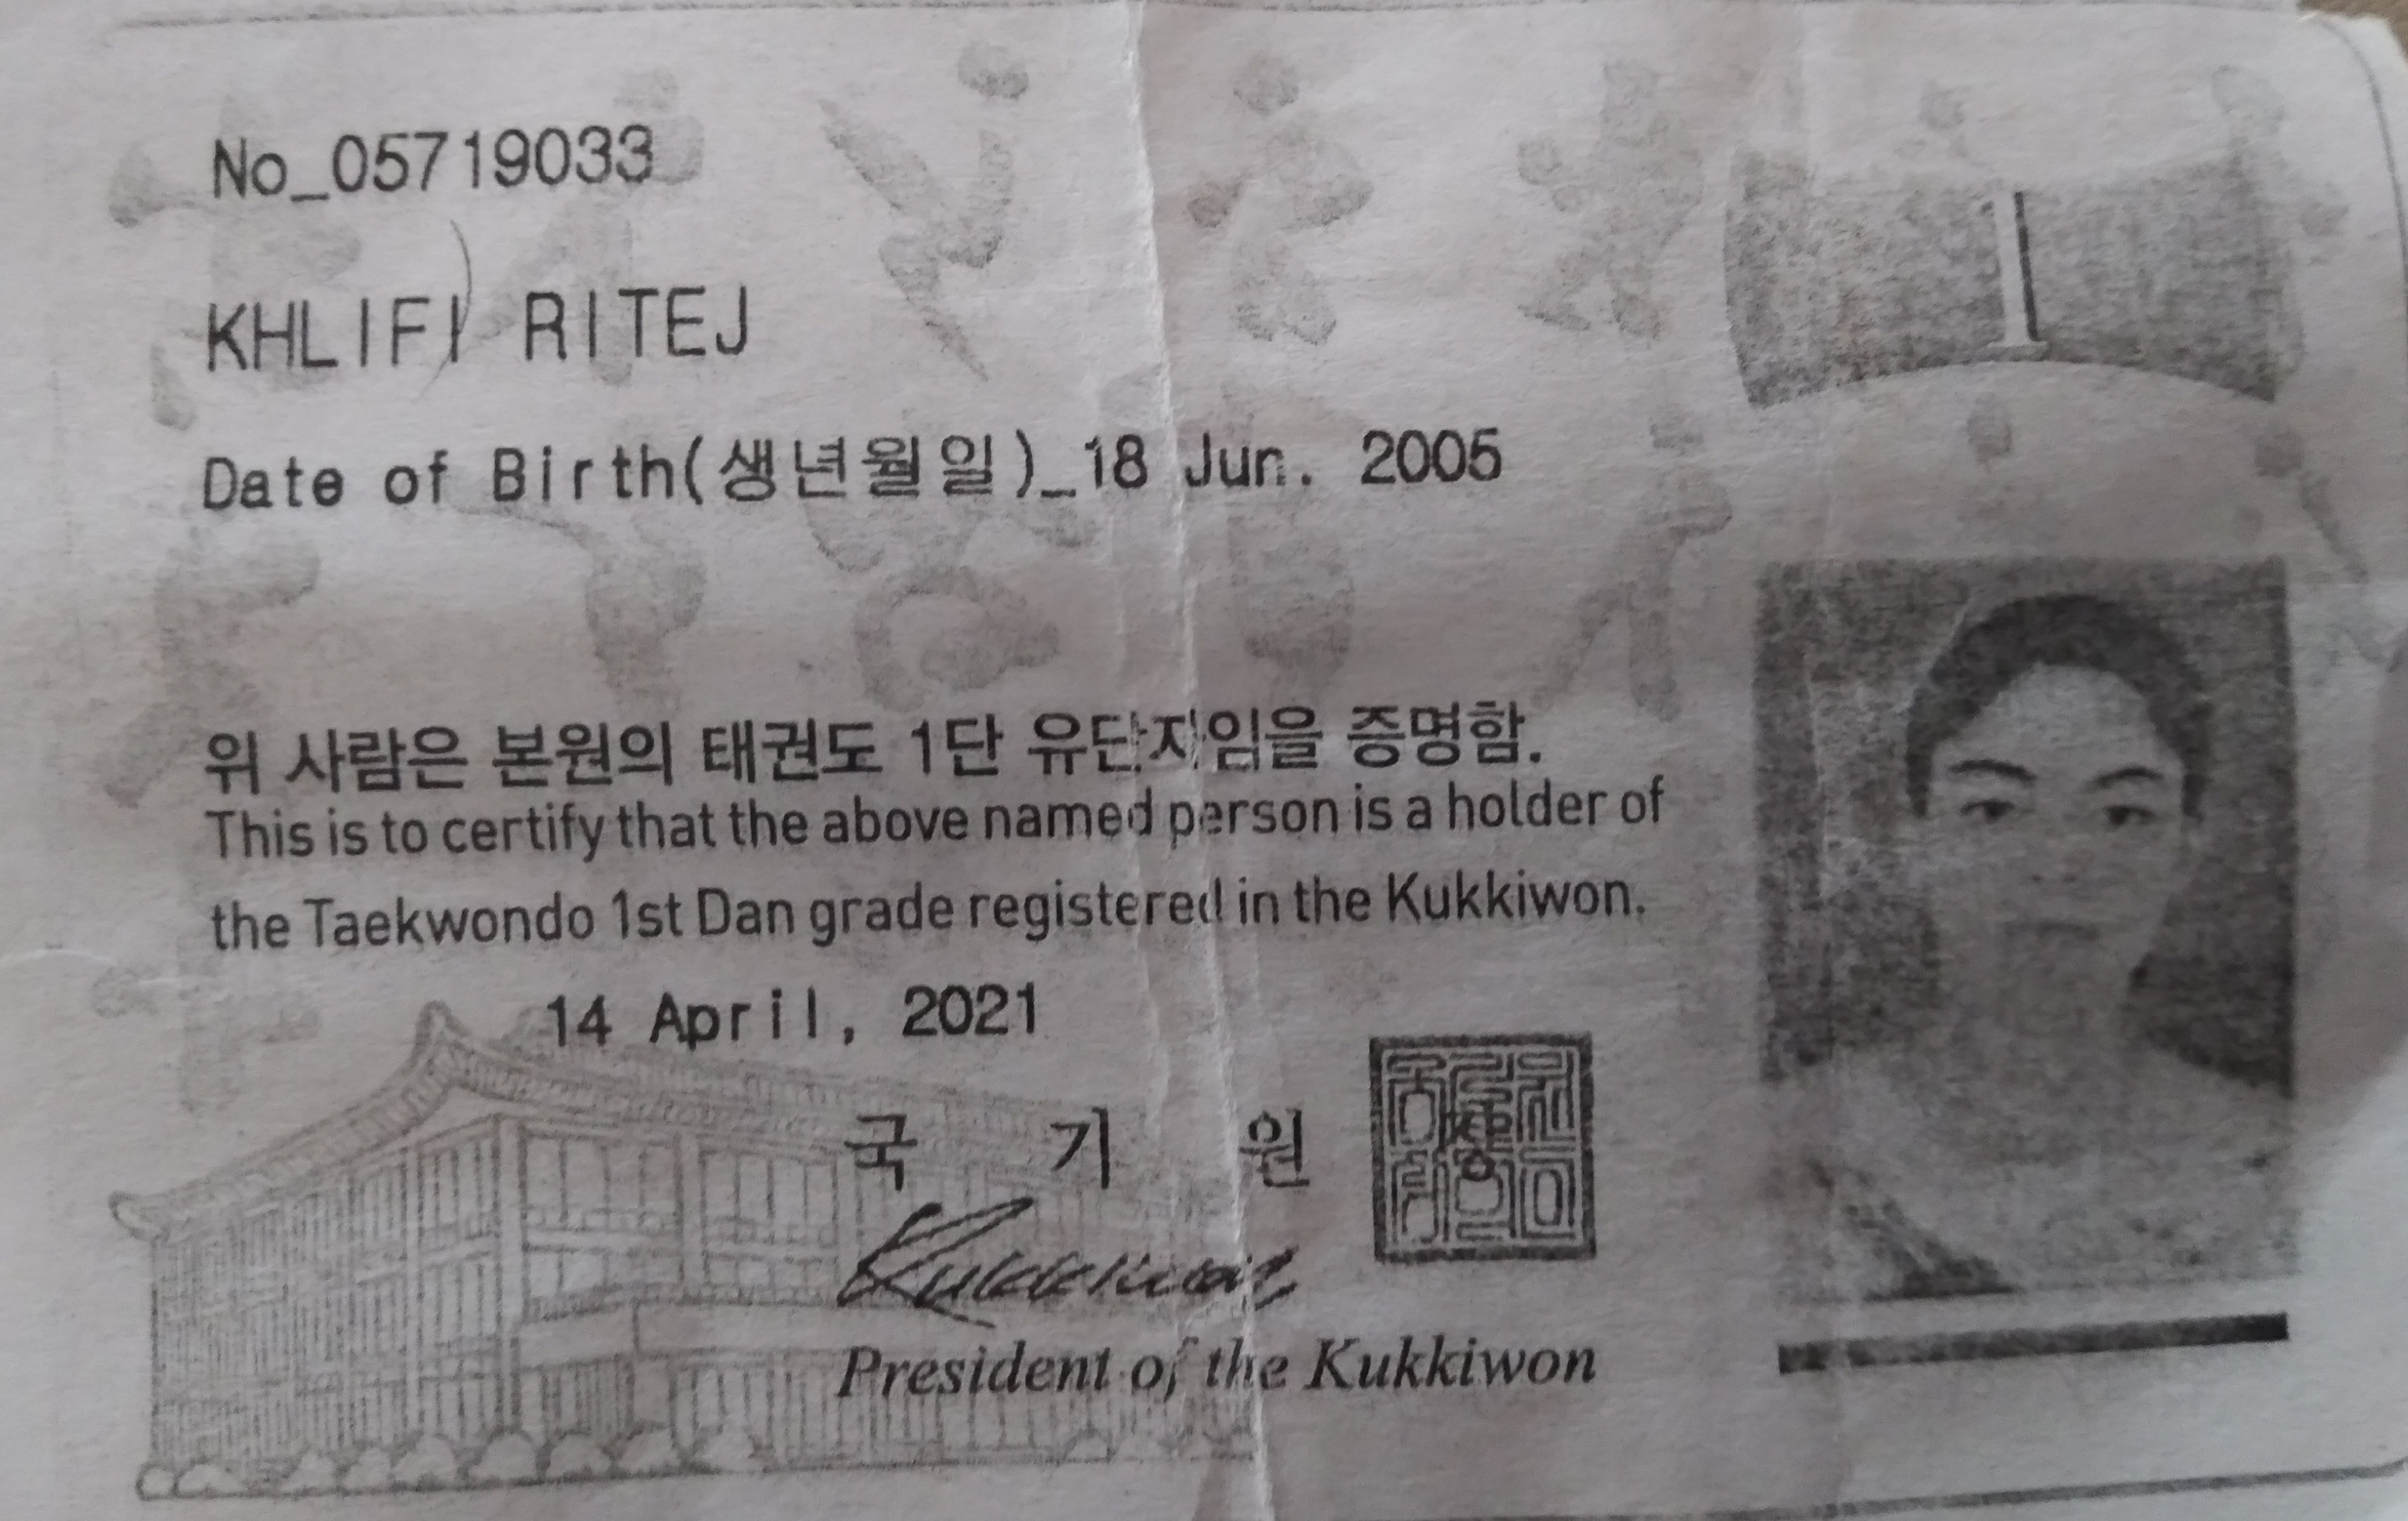 No_05719033
I
KHLIFI RITEJ
Date of Birth(생년월일)_18 Jun. 2005
위 사람은 본원의 태권도 1단 유단자임을 증명함.
This is to certify that the above named person is a holder of
the Taekwondo 1st Dan grade registered in the Kukkiwon.
14 April, 2021
국 기 원
Kukkiwon
President of the Kukkiwon